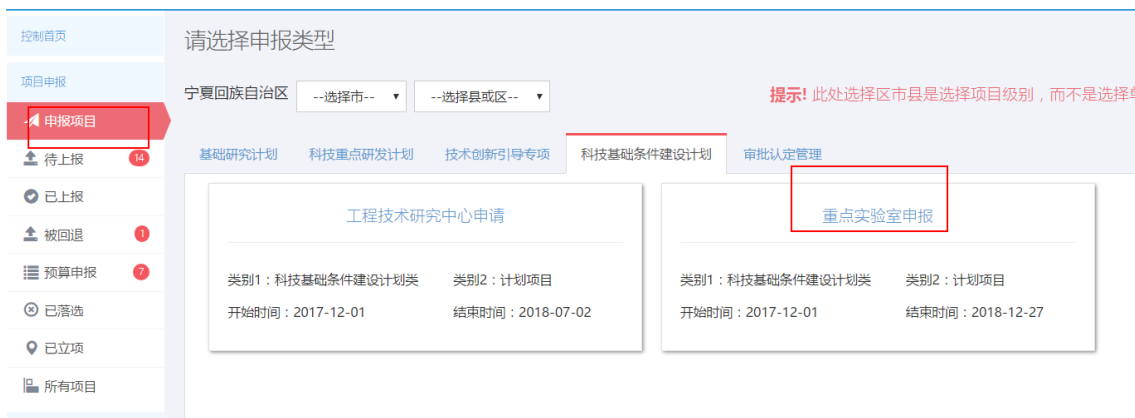 控制首页
项目申报
申报项目
待上报 14
已上报
被回退 1
预算申报 7
已落选
已立项
所有项目
请选择申报类型
宁夏回族自治区 --选择市-- --选择县或区-- 提示! 此处选择区市县是选择项目级别，而不是选择
基础研究计划 科技重点研发计划 技术创新引导专项 科技基础条件建设计划 审批认定管理
工程技术研究中心申请
类别1：科技基础条件建设计划类 类别2：计划项目
开始时间：2017-12-01 结束时间：2018-07-02
重点实验室申报
类别1：科技基础条件建设计划类 类别2：计划项目
开始时间：2017-12-01 结束时间：2018-12-27